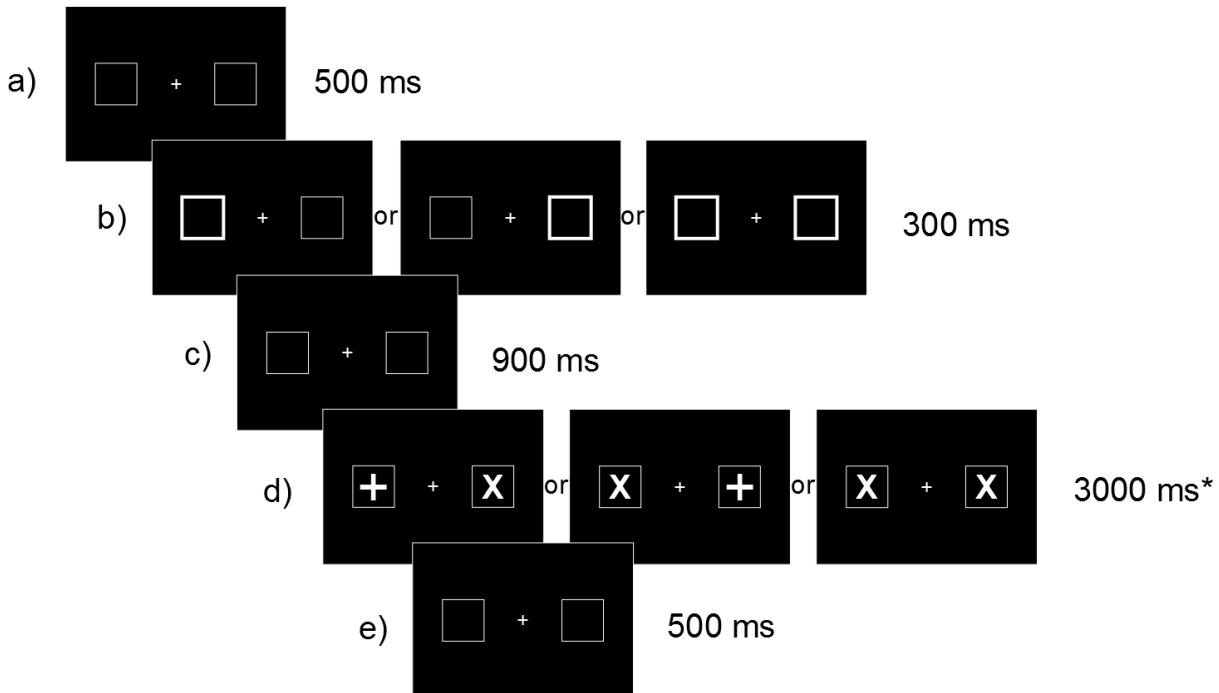 a) + 500 ms
b) + or + or + 300 ms
c) + 900 ms
d) + + X or X + + or X + X 3000 ms*
e) + 500 ms